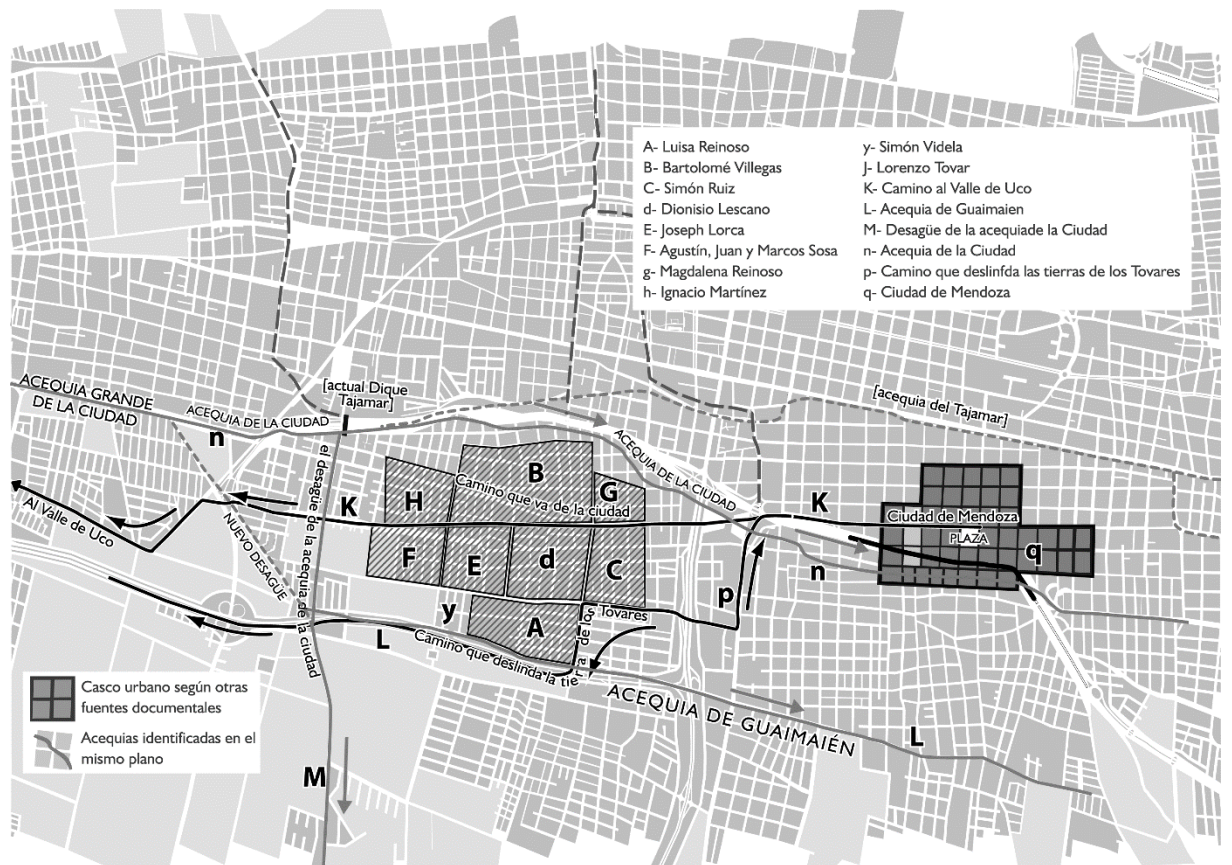 A- Luisa Reinoso
B- Bartolomé Villegas
C- Simón Ruiz
d- Dionisio Lescano
E- Joseph Lorca
F- Agustín, Juan y Marcos Sosa
g- Magdalena Reinoso
h- Ignacio Martínez
y- Simón Videla
J- Lorenzo Tovar
K- Camino al Valle de Uco
L- Acequia de Guaimaien
M- Desagüe de la acequiade la Ciudad
n- Acequia de la Ciudad
p- Camino que deslinfda las tierras de los Tovares
q- Ciudad de Mendoza
ACEQUIA GRANDE
DE LA CIUDAD
n
ACEQUIA DE LA CIUDAD
[actual Dique
Tajamar]
[acequia del Tajamar]
ACEQUIA DE LA CIUDAD
el desagüe de la acequia de la ciudad
B
H
G
Camino que va de la ciudad
K
K
Ciudad de Mendoza
PLAZA
q
Al Valle de Uco
NUEVO DESAGÜE
F
E
d
C
n
p
y
A
L
Camino que deslinda la tierra de los Tovares
ACEQUIA DE GUAIMAIÉN
L
M
Casco urbano según otras
fuentes documentales
Acequias identificadas en el
mismo plano